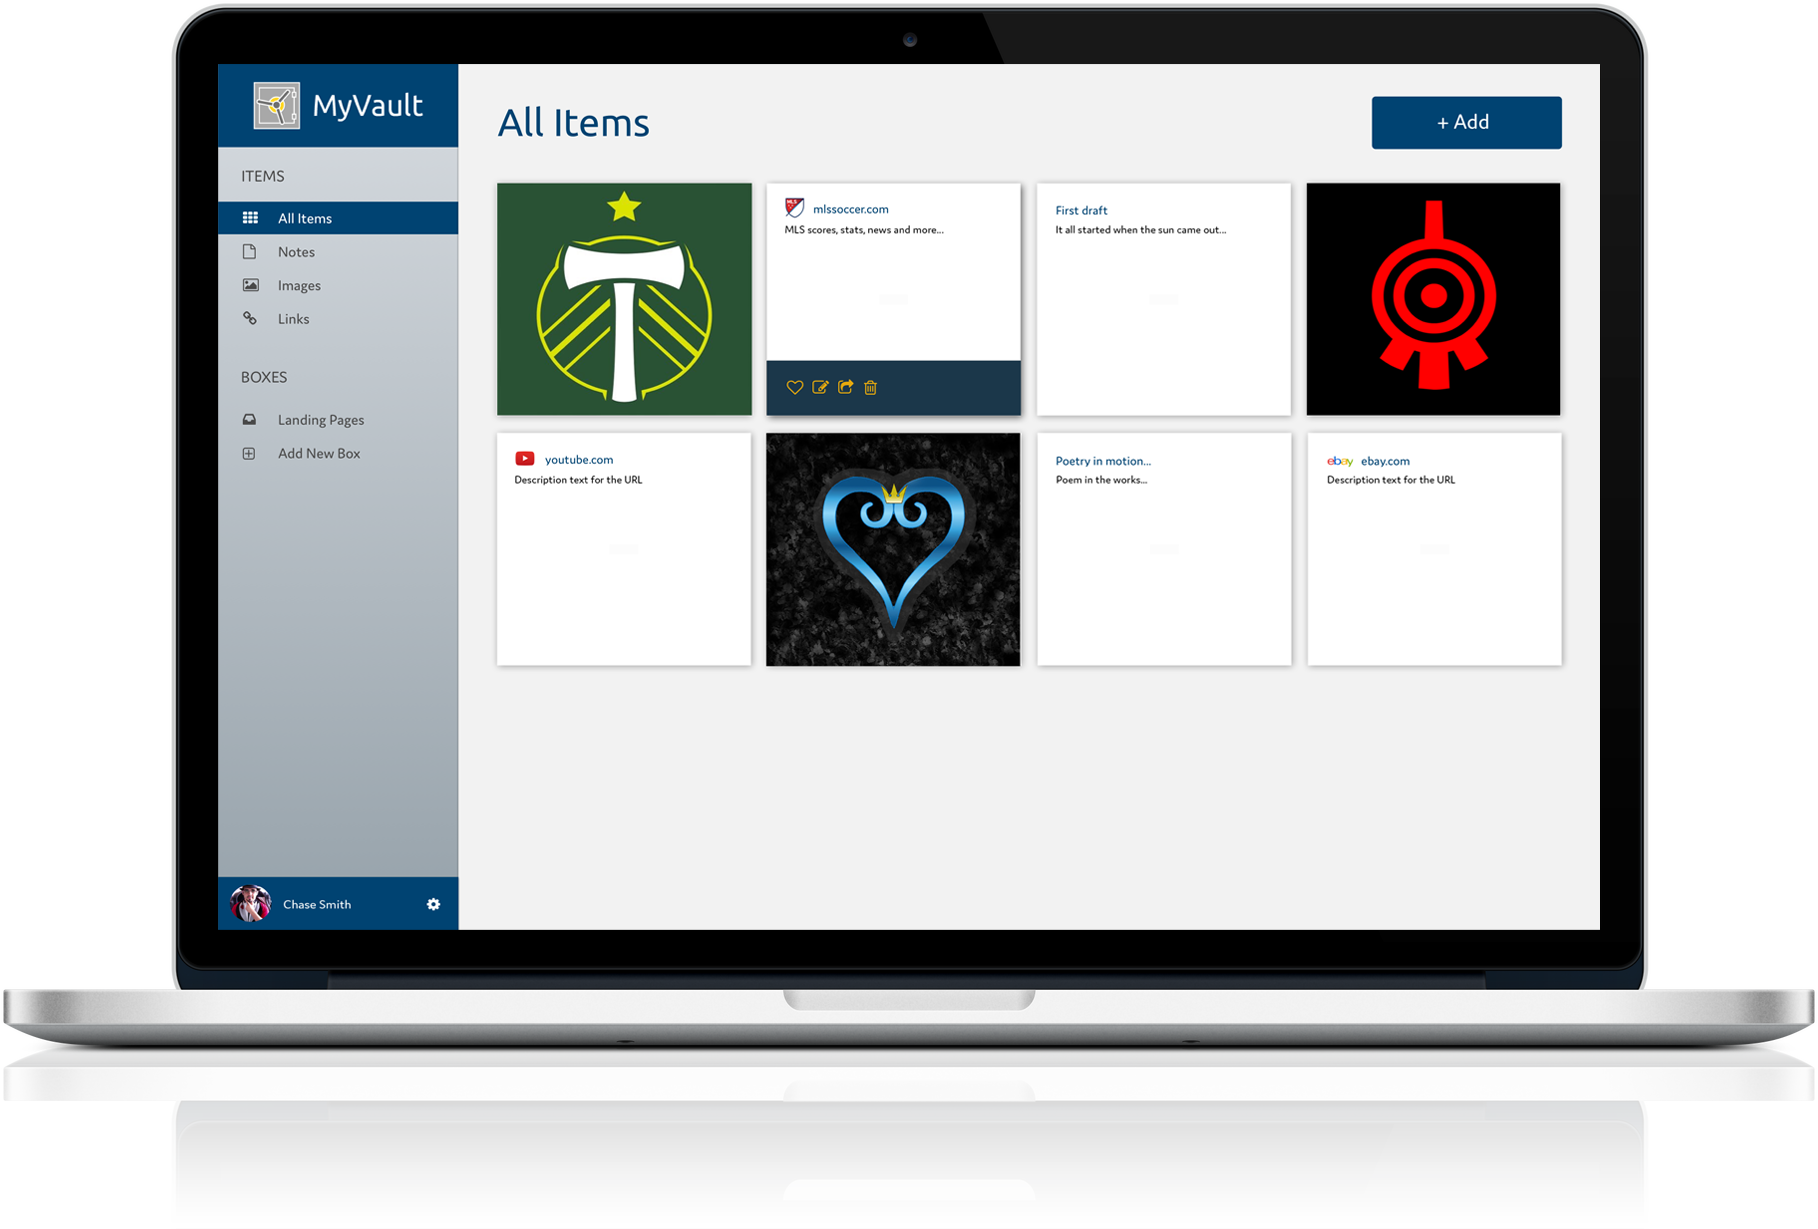 MyVault
ITEMS
All Items
Notes
Images
Links
BOXES
Landing Pages
Add New Box
Chase Smith
All Items
+ Add
MLS
mlssoccer.com
MLS scores, stats, news and more...
First draft
It all started when the sun came out...
youtube.com
Description text for the URL
Poetry in motion...
Poem in the works...
ebay ebay.com
Description text for the URL